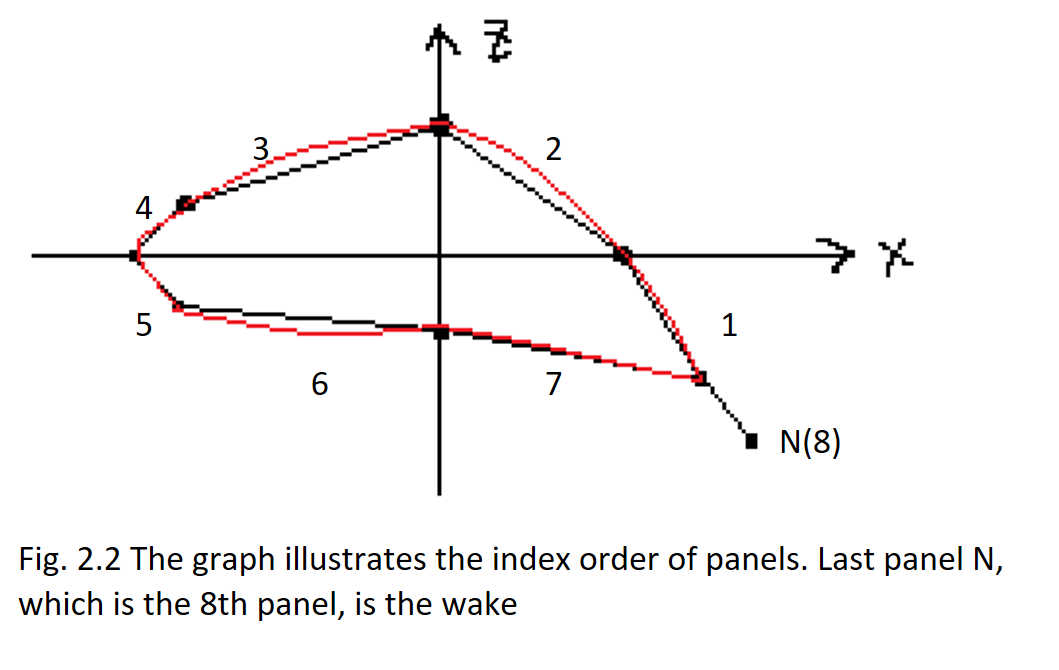 z
3
2
4
x
5
1
6
7
N(8)
Fig. 2.2 The graph illustrates the index order of panels. Last panel N,
which is the 8th panel, is the wake